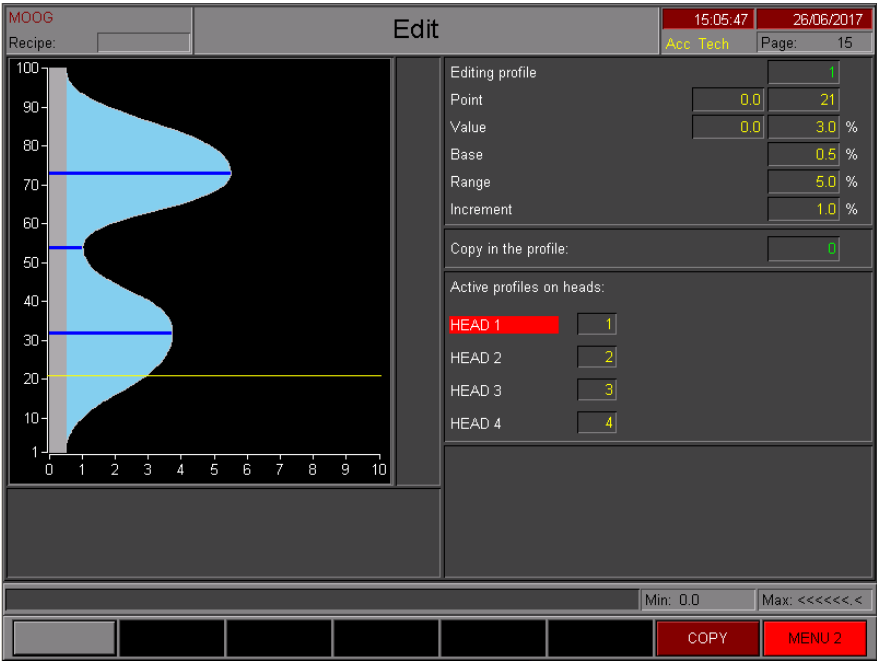 MOOG
Recipe:
Edit
15:05:47 26/06/2017
Acc Tech Page: 15
100
90
80
70
60
50
40
30
20
10
1
0 1 2 3 4 5 6 7 8 9 10
Editing profile 1
Point 0.0 21
Value 0.0 3.0 %
Base 0.5 %
Range 5.0 %
Increment 1.0 %
Copy in the profile: 0
Active profiles on heads:
HEAD 1 1
HEAD 2 2
HEAD 3 3
HEAD 4 4
Min: 0.0 Max: <<<<<<.<
COPY MENU 2